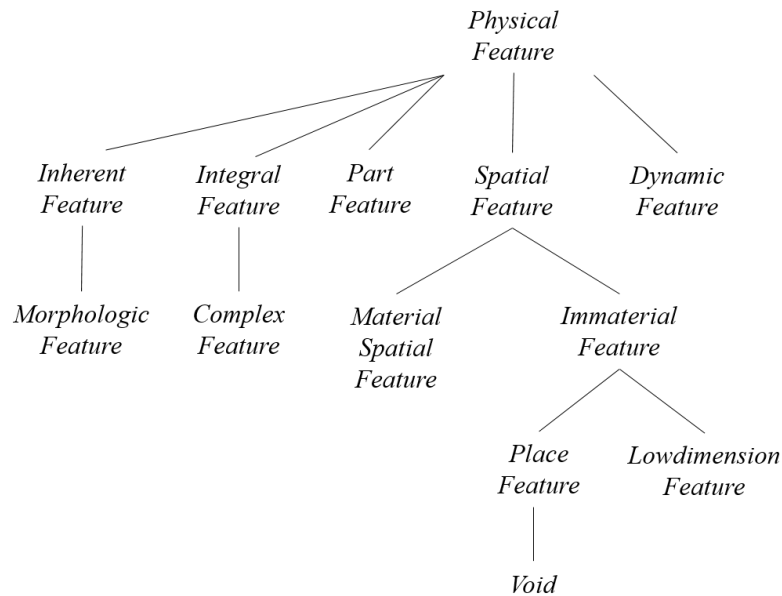 Physical
Feature
Inherent
Feature
Integral
Feature
Part
Feature
Spatial
Feature
Dynamic
Feature
Morphologic
Feature
Complex
Feature
Material
Spatial
Feature
Immaterial
Feature
Place
Feature
Lowdimension
Feature
Void